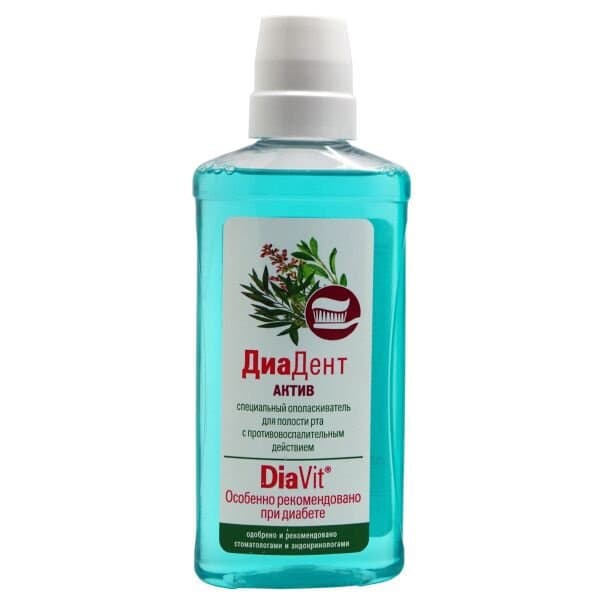 ДиаДент
АКТИВ
специальный ополаскиватель
для полости рта
с противовоспалительным
действием
DiaVit®
Особенно рекомендовано
при диабете
одобрено и рекомендовано
стоматологами и эндокринологами